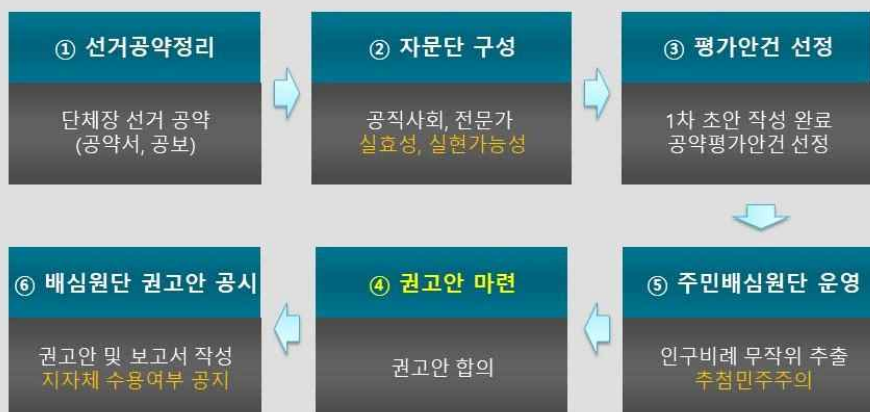 ① 선거공약정리
단체장 선거 공약
(공약서, 공보)
② 자문단 구성
공직사회, 전문가
실효성, 실현가능성
③ 평가안건 선정
1차 초안 작성 완료
공약평가안건 선정
⑥ 배심원단 권고안 공시
권고안 및 보고서 작성
지자체 수용여부 공지
④ 권고안 마련
권고안 합의
⑤ 주민배심원단 운영
인구비례 무작위 추출
추첨민주주의